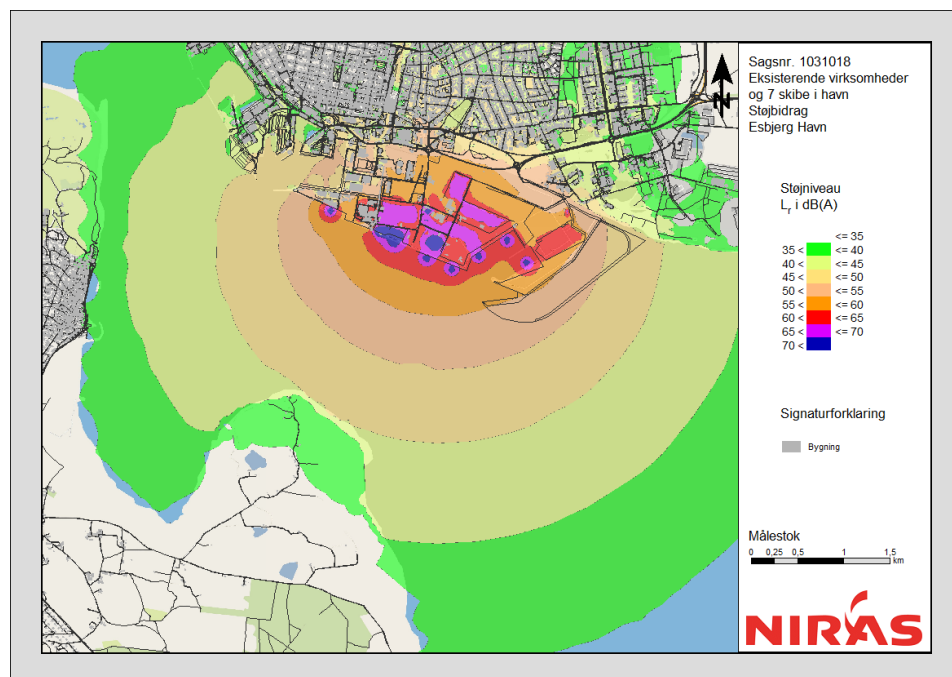 Sagsnr. 1031018
Eksisterende virksomheder
og 7 skibe i havn
Støjbidrag
Esbjerg Havn
N
Støjniveau
Lr i dB(A)
<= 35
35 < <= 40
40 < <= 45
45 < <= 50
50 < <= 55
55 < <= 60
60 < <= 65
65 < <= 70
70 <
Signaturforklaring
Bygning
Målestok
0 0,25 0,5 1 1,5
km
NIRAS